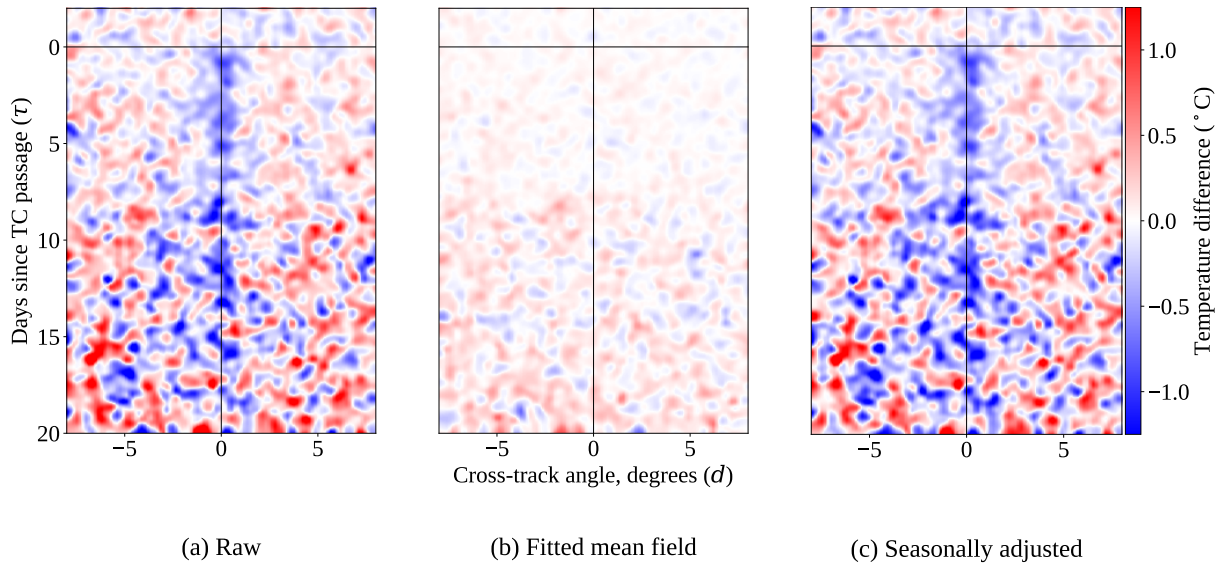 0
5
10
15
20
Days since TC passage (τ)
−5 0 5
−5 0 5
−5 0 5
Cross-track angle, degrees (d)
1.0
0.5
0.0
−0.5
−1.0
Temperature difference (°C)
(a) Raw
(b) Fitted mean field
(c) Seasonally adjusted